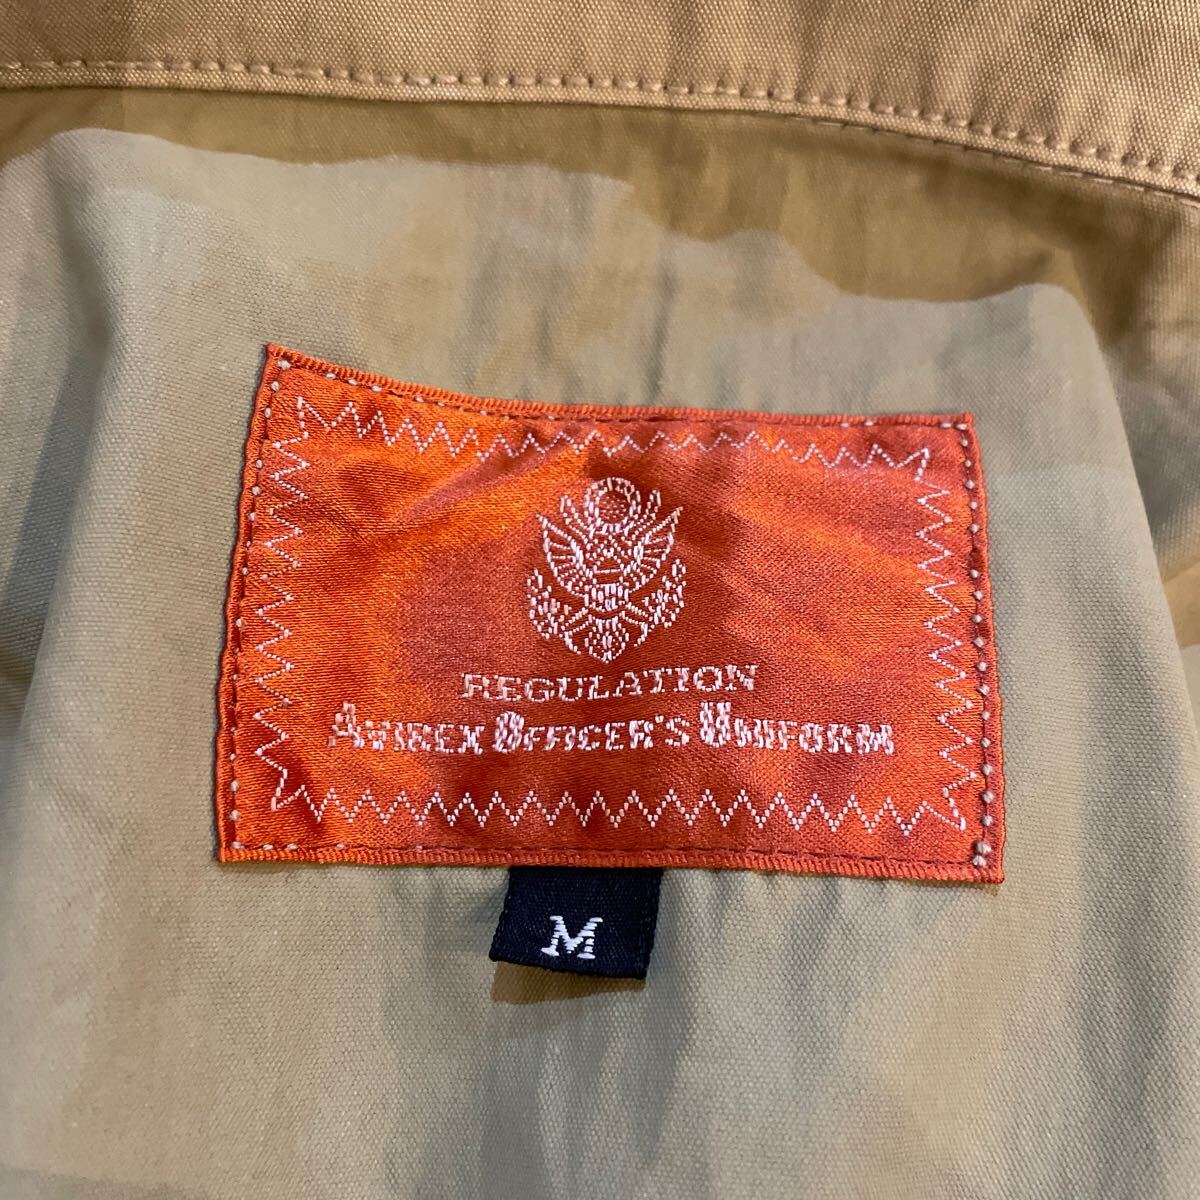 REGULATION
AVIREX OFFICER'S UNIFORM
M